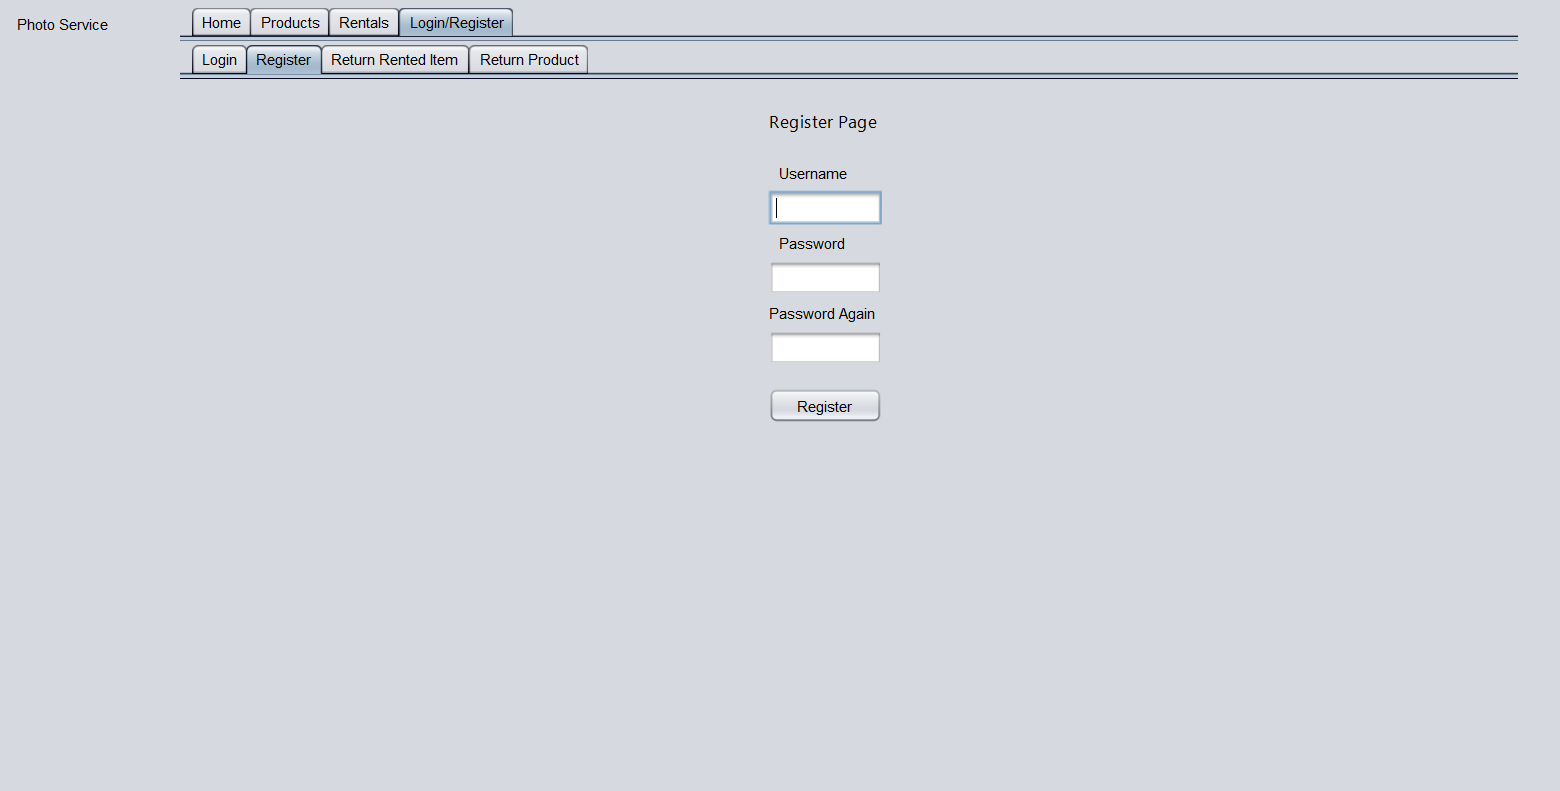 Photo Service
Home Products Rentals Login/Register
Login Register Return Rented Item Return Product
Register Page
Username
Password
Password Again
Register